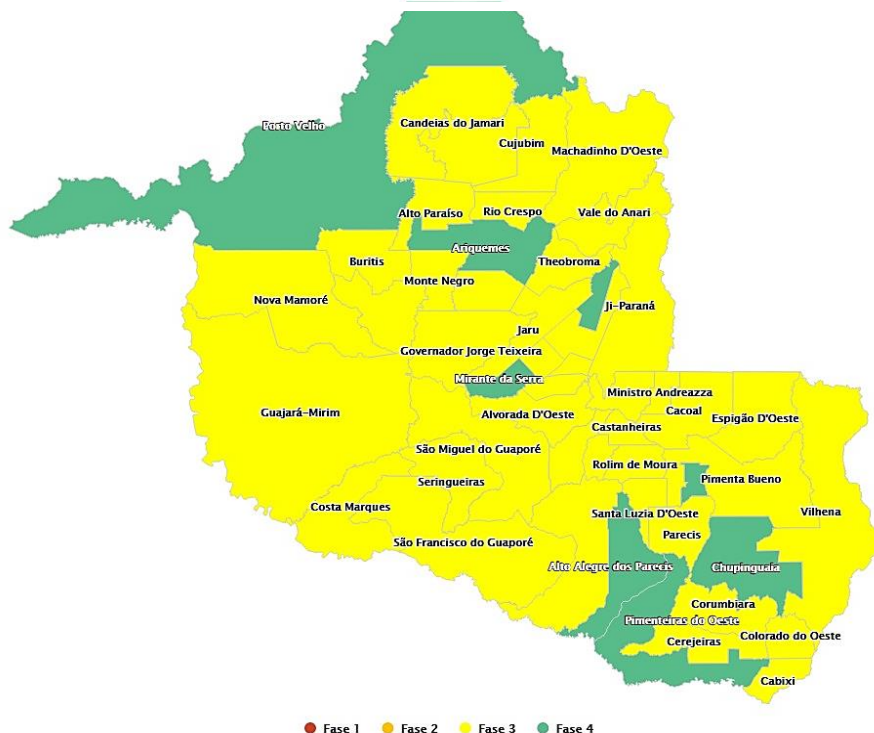 Porto Velho
Candeias do Jamari
Cujubim
Machadinho D'Oeste
Alto Paraíso
Rio Crespo
Vale do Anari
Ariquemes
Buritis
Theobroma
Monte Negro
Nova Mamoré
Ji-Paraná
Jaru
Governador Jorge Teixeira
Mirante da Serra
Ministro Andreazza
Guajará-Mirim
Alvorada D'Oeste
Cacoal
Espigão D'Oeste
Castanheiras
São Miguel do Guaporé
Rolim de Moura
Seringueiras
Pimenta Bueno
Costa Marques
Santa Luzia D'Oeste
Vilhena
São Francisco do Guaporé
Parecis
Alto Alegre dos Parecis
Chupinguaia
Corumbiara
Pimenteiras do Oeste
Cerejeiras
Colorado do Oeste
Cabixi
Fase 1 Fase 2 Fase 3 Fase 4